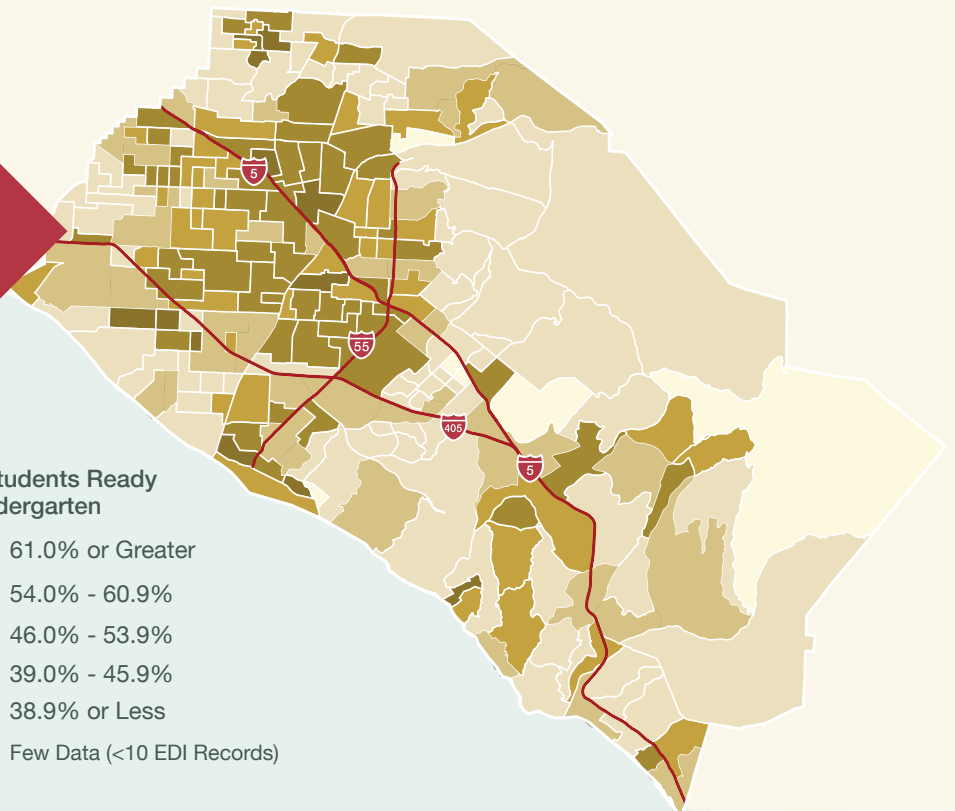 5
55
405
5
tudents Ready
dergarten
61.0% or Greater
54.0% - 60.9%
46.0% - 53.9%
39.0% - 45.9%
38.9% or Less
Few Data (<10 EDI Records)